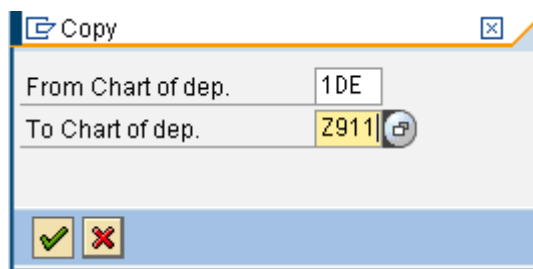 Copy
From Chart of dep. 1DE
To Chart of dep. Z911